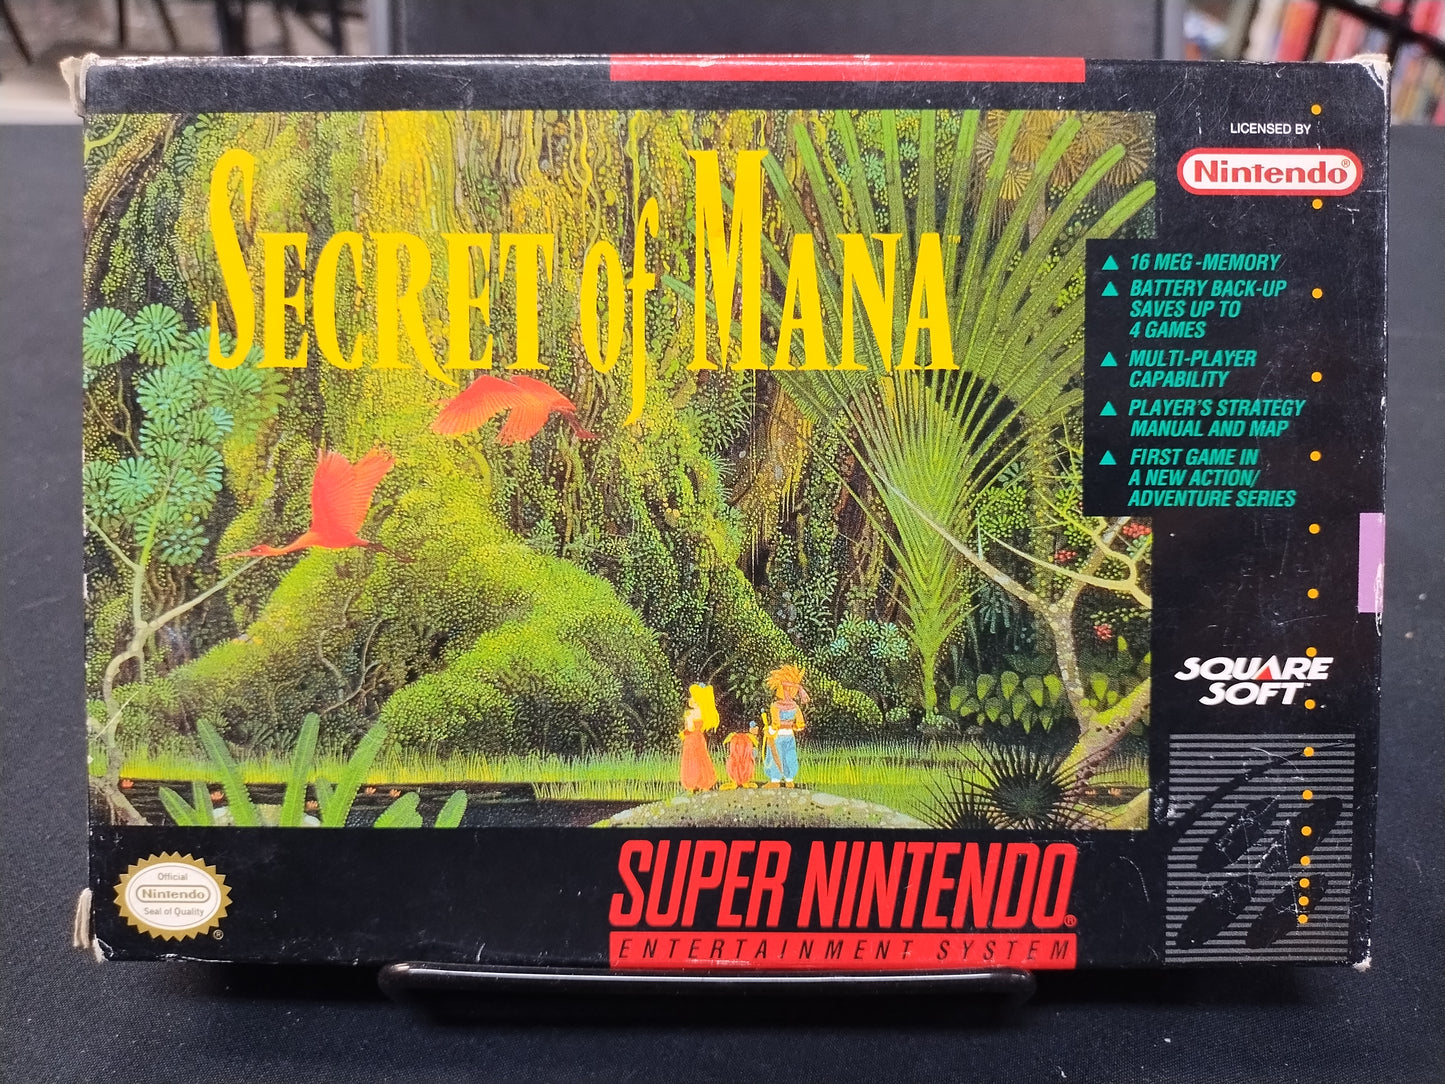 SECRET of MANA™
LICENSED BY
Nintendo®
16 MEG-MEMORY
BATTERY BACK-UP
SAVES UP TO
4 GAMES
MULTI-PLAYER
CAPABILITY
PLAYER'S STRATEGY
MANUAL AND MAP
FIRST GAME IN
A NEW ACTION/
ADVENTURE SERIES
SQUARE
SOFT™
Official
Nintendo
Seal of Quality
®
SUPER NINTENDO®
ENTERTAINMENT SYSTEM